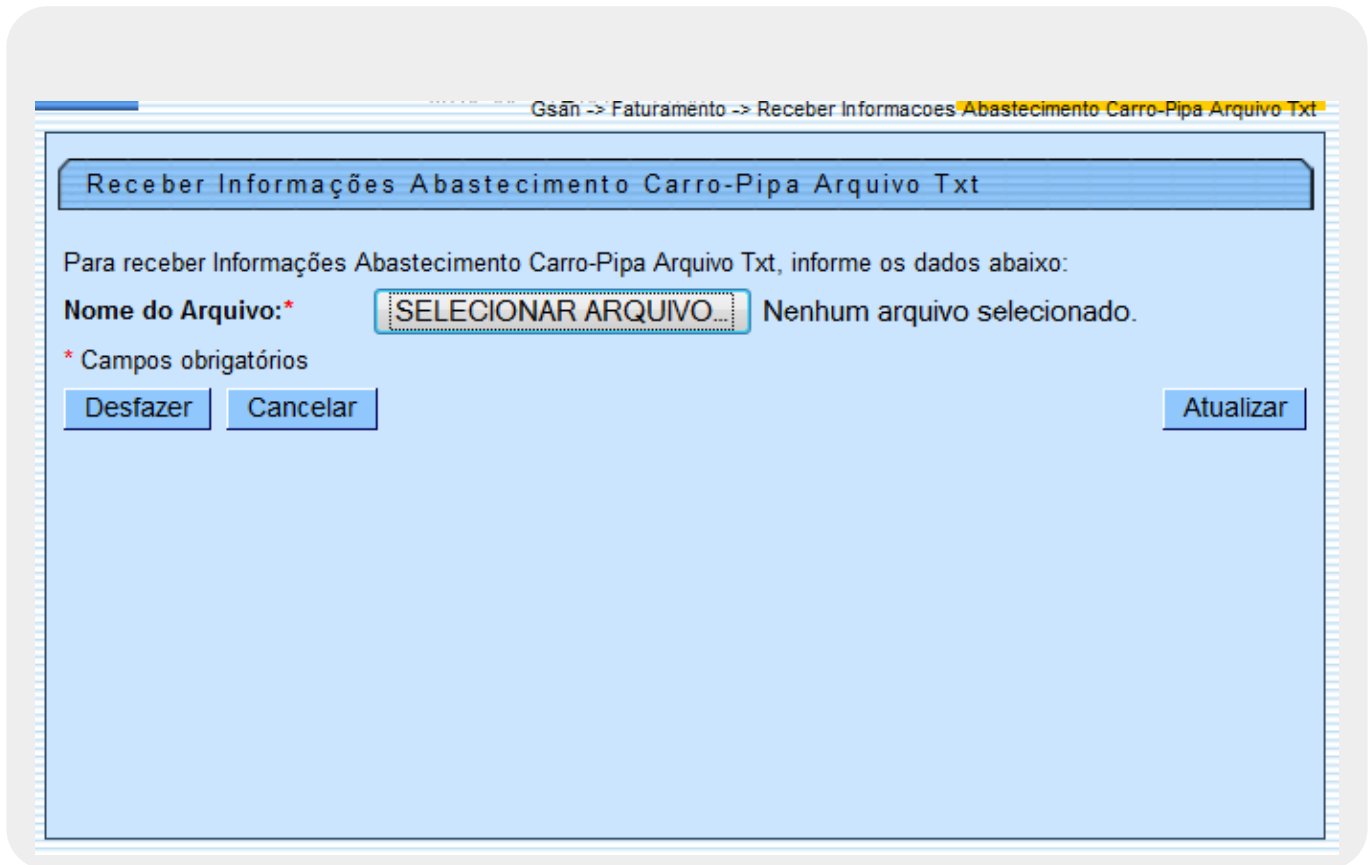 Gsan -> Faturamento -> Receber Informacoes Abastecimento Carro-Pipa Arquivo Txt
Receber Informações Abastecimento Carro-Pipa Arquivo Txt
Para receber Informações Abastecimento Carro-Pipa Arquivo Txt, informe os dados abaixo:
Nome do Arquivo:* SELECIONAR ARQUIVO... Nenhum arquivo selecionado.
* Campos obrigatórios
Desfazer Cancelar Atualizar